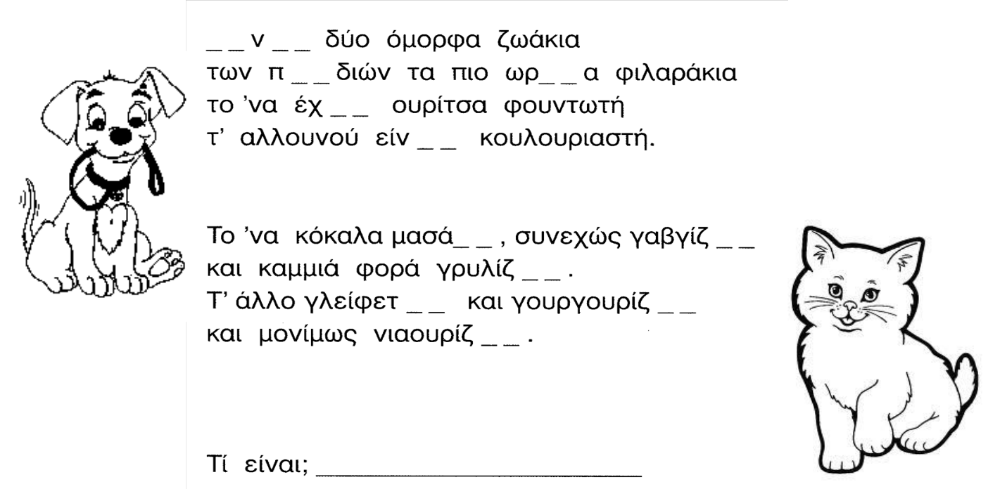 _ _ ν _ _ δύο όμορφα ζωάκια
των π _ _ διών τα πιο ωρ_ _ α φιλαράκια
το ’να έχ _ _ ουρίτσα φουντωτή
τ’ αλλουνού είν _ _ κουλουριαστή.
Το ’να κόκαλα μασά_ _ , συνεχώς γαβγίζ _ _
και καμμιά φορά γρυλίζ _ _ .
Τ’ άλλο γλείφετ _ _ και γουργουρίζ _ _
και μονίμως νιαουρίζ _ _ .
Τί είναι; _______________________